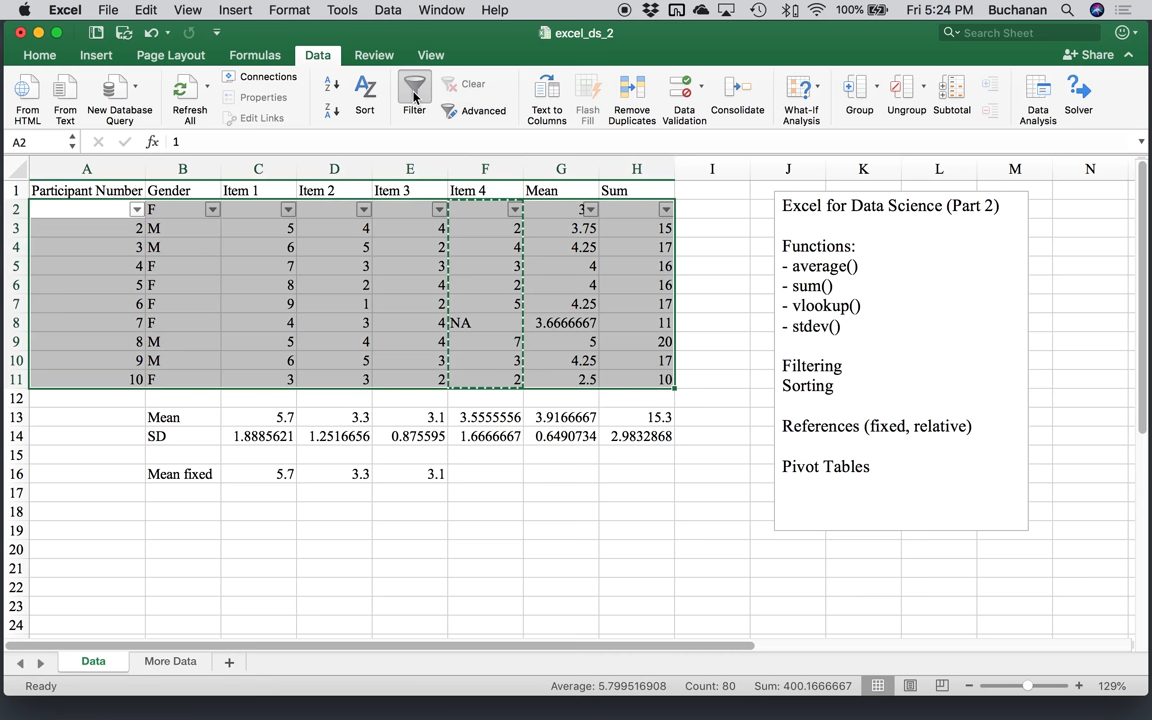 Excel File Edit View Insert Format Tools Data Window Help 100% Fri 5:24 PM Buchanan
excel_ds_2 Search Sheet
Home Insert Page Layout Formulas Data Review View Share
Connections Clear
Properties
Edit Links Advanced
From HTML From Text New Database Query Refresh All Sort Filter Text to Columns Flash Fill Remove Duplicates Data Validation Consolidate What-If Analysis Group Ungroup Subtotal Data Analysis Solver
A2 fx 1
A B C D E F G H I J K L M N
1 Participant Number Gender Item 1 Item 2 Item 3 Item 4 Mean Sum
2 F 3
3 2 M 5 4 4 2 3.75 15
4 3 M 6 5 2 4 4.25 17
5 4 F 7 3 3 3 4 16
6 5 F 8 2 4 2 4 16
7 6 F 9 1 2 5 4.25 17
8 7 F 4 3 4 NA 3.6666667 11
9 8 M 5 4 4 7 5 20
10 9 M 6 5 3 3 4.25 17
11 10 F 3 3 2 2 2.5 10
12
13 Mean 5.7 3.3 3.1 3.5555556 3.9166667 15.3
14 SD 1.8885621 1.2516656 0.875595 1.6666667 0.6490734 2.9832868
15
16 Mean fixed 5.7 3.3 3.1
17
18
19
20
21
22
23
24
Excel for Data Science (Part 2)
Functions:
- average()
- sum()
- vlookup()
- stdev()
Filtering
Sorting
References (fixed, relative)
Pivot Tables
Data More Data +
Ready Average: 5.799516908 Count: 80 Sum: 400.1666667 129%